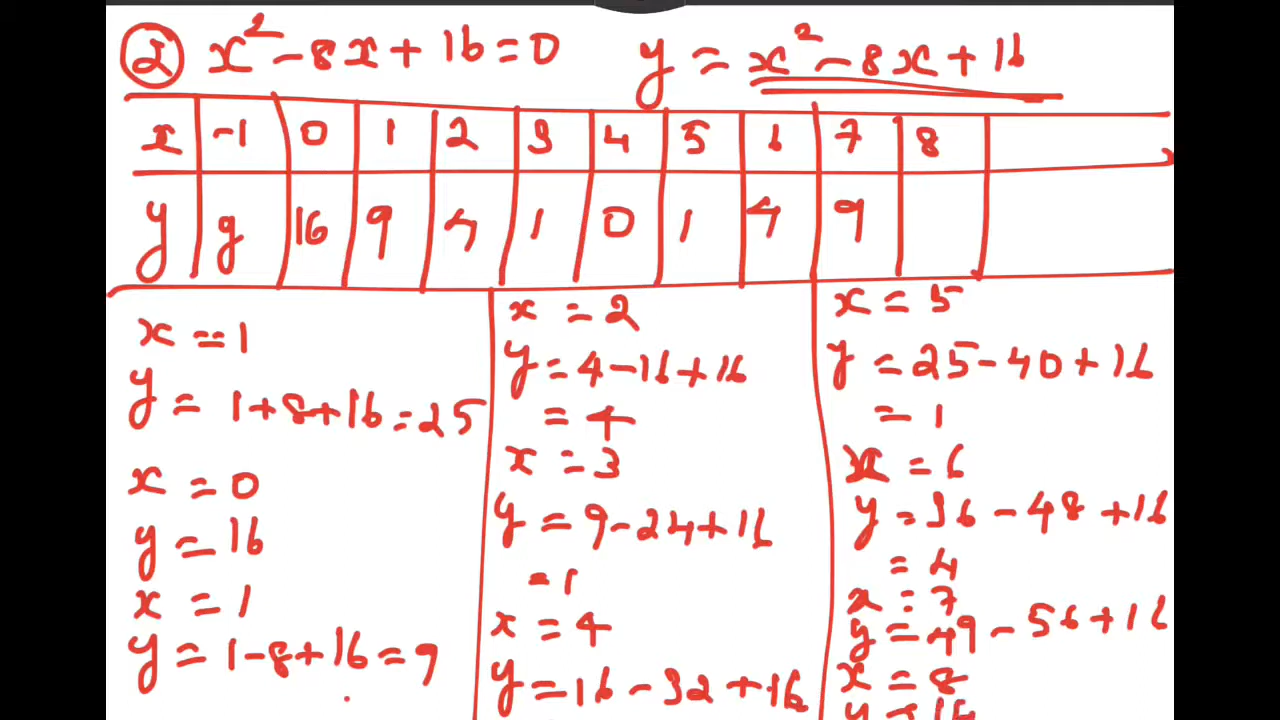 ② x² - 8x + 16 = 0 y = x² - 8x + 16
x -1 0 1 2 3 4 5 6 7 8
y 9 16 9 4 1 0 1 4 9
x = 1
y = 1 + 8 + 16 = 25
x = 0
y = 16
x = 1
y = 1 - 8 + 16 = 9
x = 2
y = 4 - 16 + 16
= 4
x = 3
y = 9 - 24 + 16
= 1
x = 4
y = 16 - 32 + 16
x = 5
y = 25 - 40 + 16
= 1
x = 6
y = 36 - 48 + 16
= 4
x = 7
y = 49 - 56 + 16
x = 8